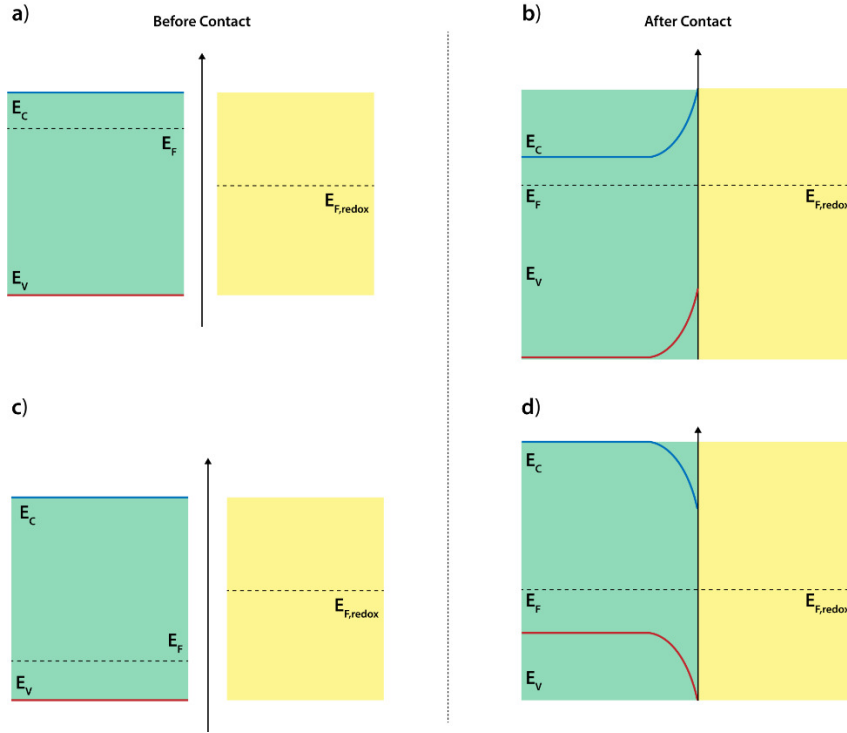 a)
Before Contact
E_C
E_F
E_F,redox
E_V
b)
After Contact
E_C
E_F
E_F,redox
E_V
c)
E_C
E_F
E_F,redox
E_V
d)
E_C
E_F
E_F,redox
E_V